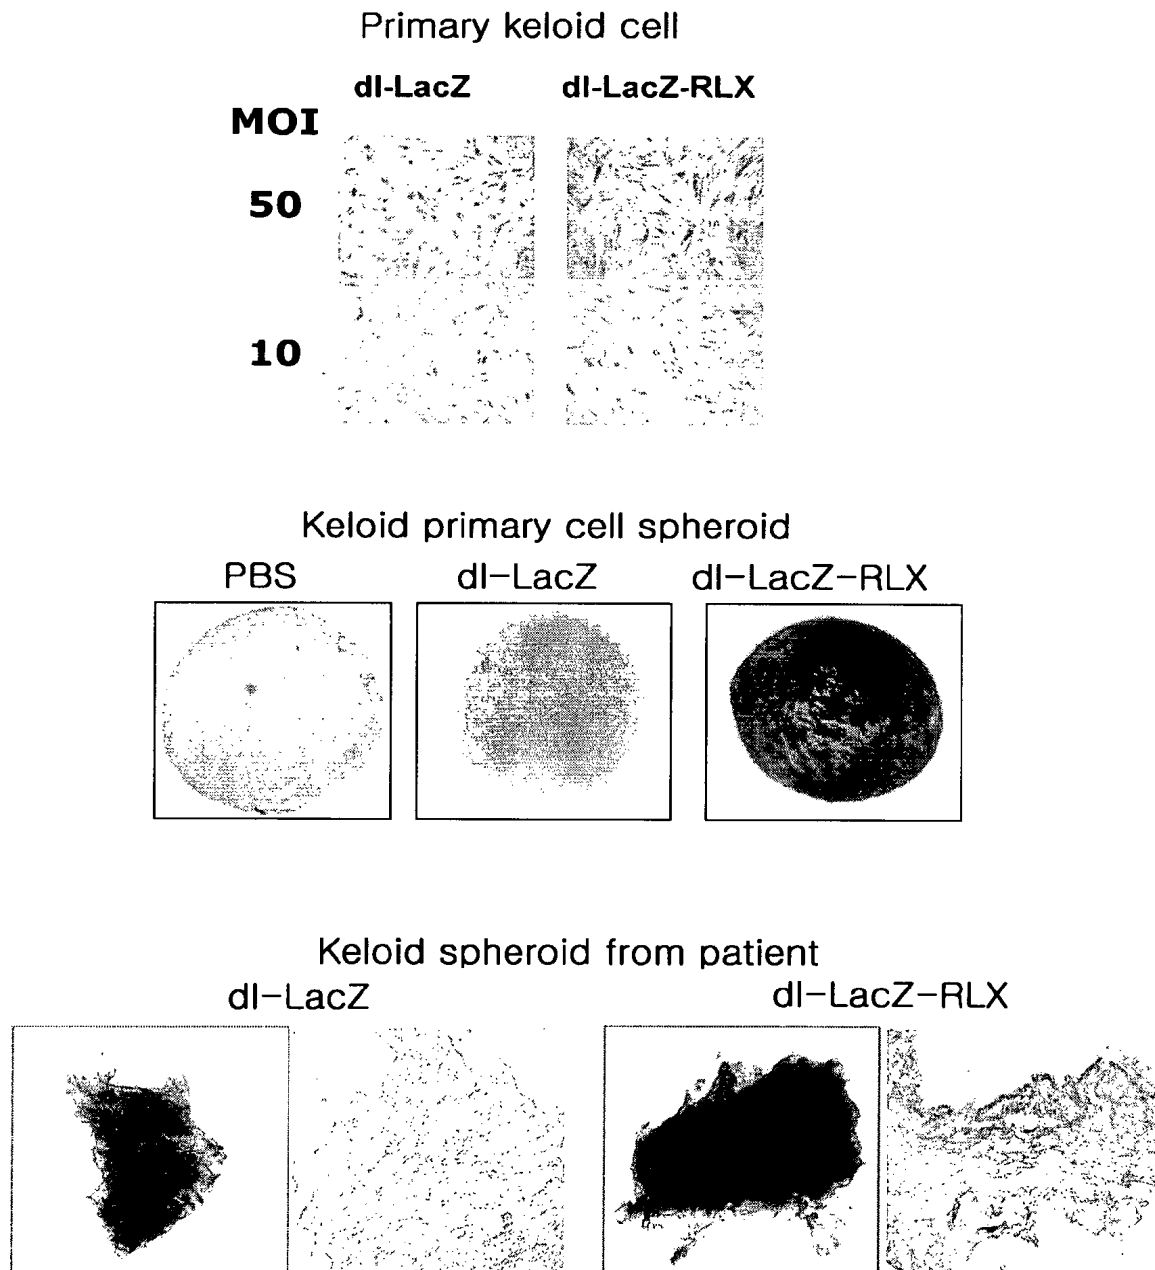 Primary keloid cell
dl-LacZ dl-LacZ-RLX
MOI
50
10
Keloid primary cell spheroid
PBS dl-LacZ dl-LacZ-RLX
Keloid spheroid from patient
dl-LacZ dl-LacZ-RLX